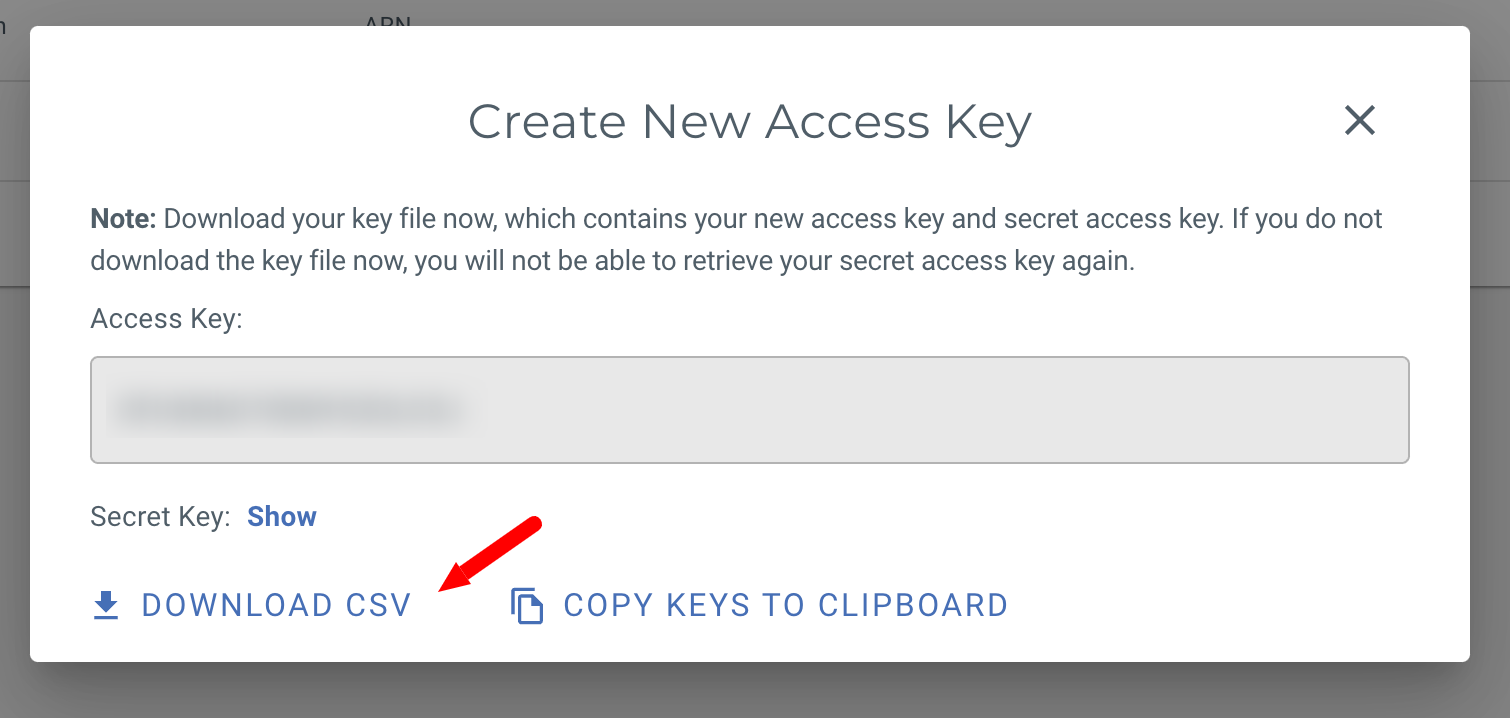 ARN
Create New Access Key
Note: Download your key file now, which contains your new access key and secret access key. If you do not
download the key file now, you will not be able to retrieve your secret access key again.
Access Key:
Secret Key: Show
DOWNLOAD CSV
COPY KEYS TO CLIPBOARD